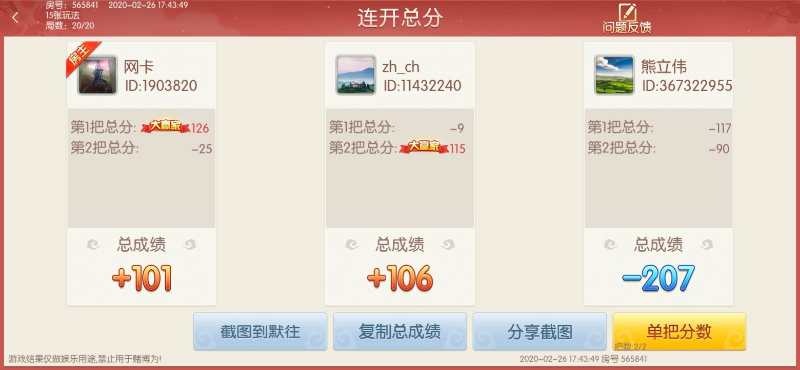 房号：565841 2020-02-26 17:43:49
15张玩法
局数：20/20
连开总分
问题反馈
房主
网卡
ID:1903820
第1把总分: 大赢家 126
第2把总分: -25
总成绩
+101
zh_ch
ID:11432240
第1把总分: -9
第2把总分: 大赢家 115
总成绩
+106
熊立伟
ID:367322955
第1把总分: -117
第2把总分: -90
总成绩
-207
截图到默往
复制总成绩
分享截图
单把分数
把数:2/2
游戏结果仅做娱乐用途,禁止用于赌博为!
2020-02-26 17:43:49 房号 565841